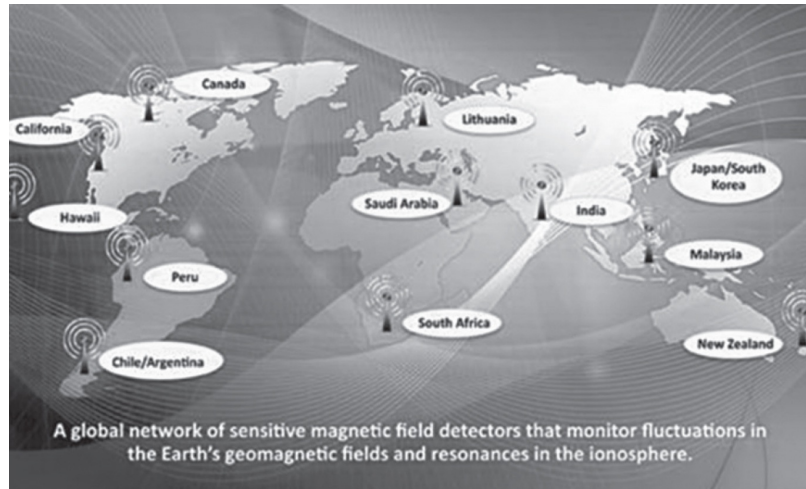 Canada
California
Lithuania
Japan/South
Korea
Saudi Arabia
India
Hawaii
Malaysia
Peru
South Africa
New Zealand
Chile/Argentina
A global network of sensitive magnetic field detectors that monitor fluctuations in
the Earth's geomagnetic fields and resonances in the ionosphere.